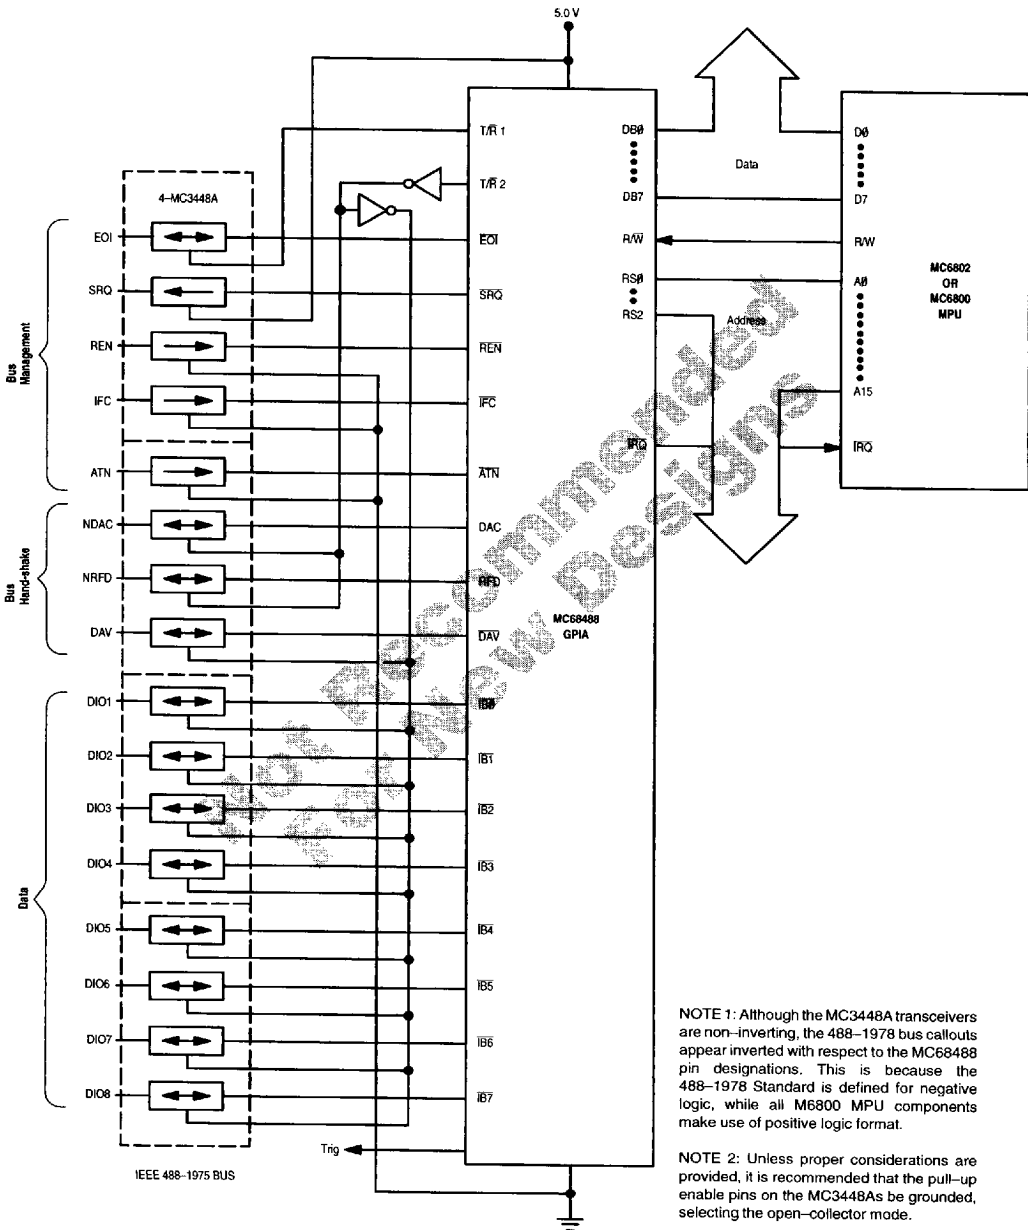 5.0 V
T/R 1
T/R 2
EOI
SRQ
REN
IFC
ATN
DAC
RFD
DAV
IB0
IB1
IB2
IB3
IB4
IB5
IB6
IB7
DB0
DB7
R/W
RS0
RS2
IRQ
MC68488
GPIA
Data
Address
D0
D7
R/W
A0
A15
IRQ
MC6802
OR
MC6800
MPU
4–MC3448A
Bus
Management
EOI
SRQ
REN
IFC
ATN
Bus
Hand-shake
NDAC
NRFD
DAV
Data
DIO1
DIO2
DIO3
DIO4
DIO5
DIO6
DIO7
DIO8
Trig
IEEE 488–1975 BUS
Not Recommended
For New Designs
NOTE 1: Although the MC3448A transceivers
are non–inverting, the 488–1978 bus callouts
appear inverted with respect to the MC68488
pin designations. This is because the
488–1978 Standard is defined for negative
logic, while all M6800 MPU components
make use of positive logic format.
NOTE 2: Unless proper considerations are
provided, it is recommended that the pull–up
enable pins on the MC3448As be grounded,
selecting the open–collector mode.